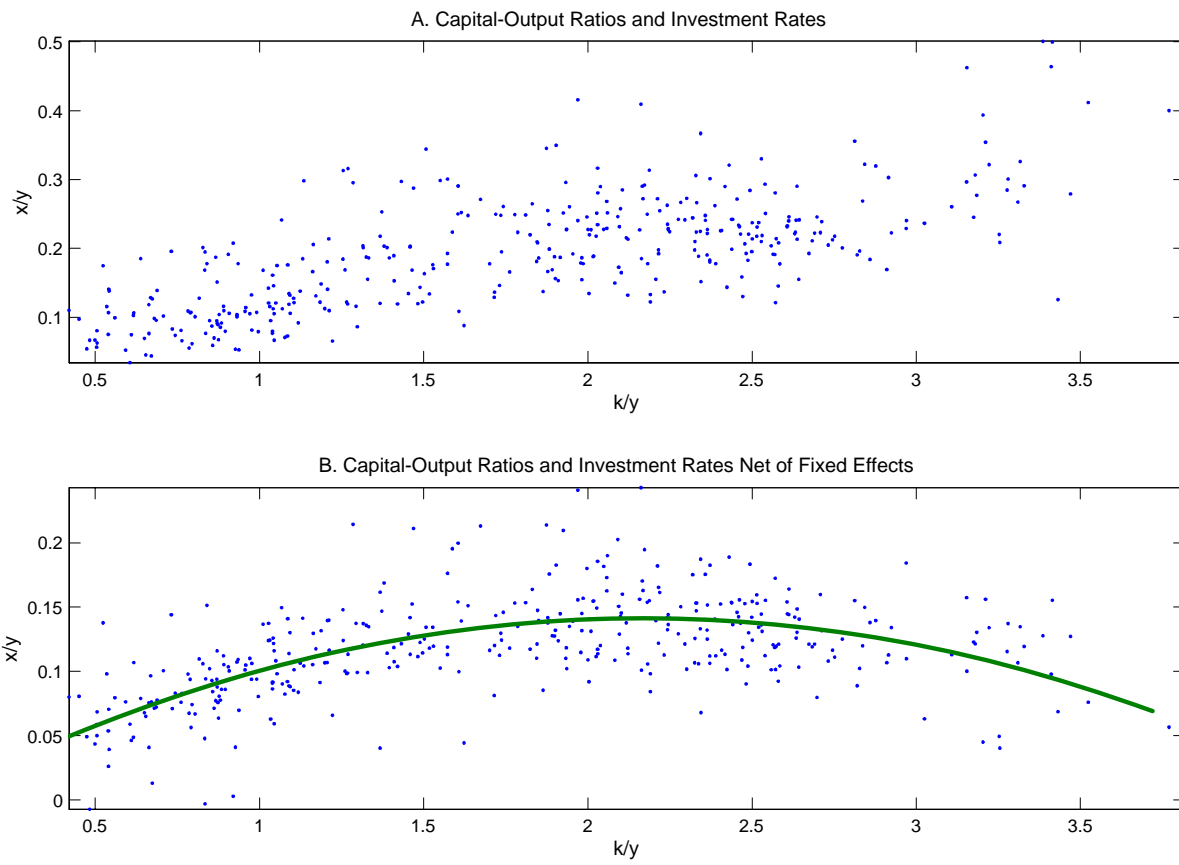 A. Capital-Output Ratios and Investment Rates
0.5
0.4
0.3
0.2
0.1
x/y
0.5 1 1.5 2 2.5 3 3.5
k/y
B. Capital-Output Ratios and Investment Rates Net of Fixed Effects
0.2
0.15
0.1
0.05
0
x/y
0.5 1 1.5 2 2.5 3 3.5
k/y